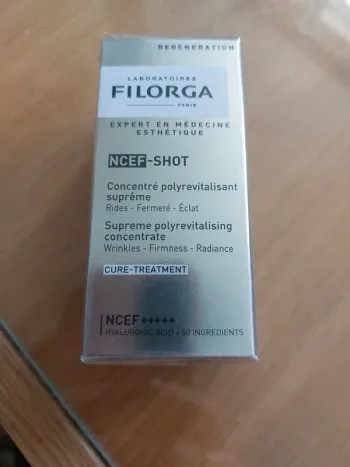 REGENERATION
LABORATOIRES
FILORGA
PARIS
EXPERT EN MÉDECINE
ESTHÉTIQUE
NCEF-SHOT
Concentré polyrevitalisant
suprême
Rides - Fermeté - Éclat
Supreme polyrevitalising
concentrate
Wrinkles - Firmness - Radiance
CURE-TREATMENT
NCEF+++++
HYALURONIC ACID + 50 INGREDIENTS